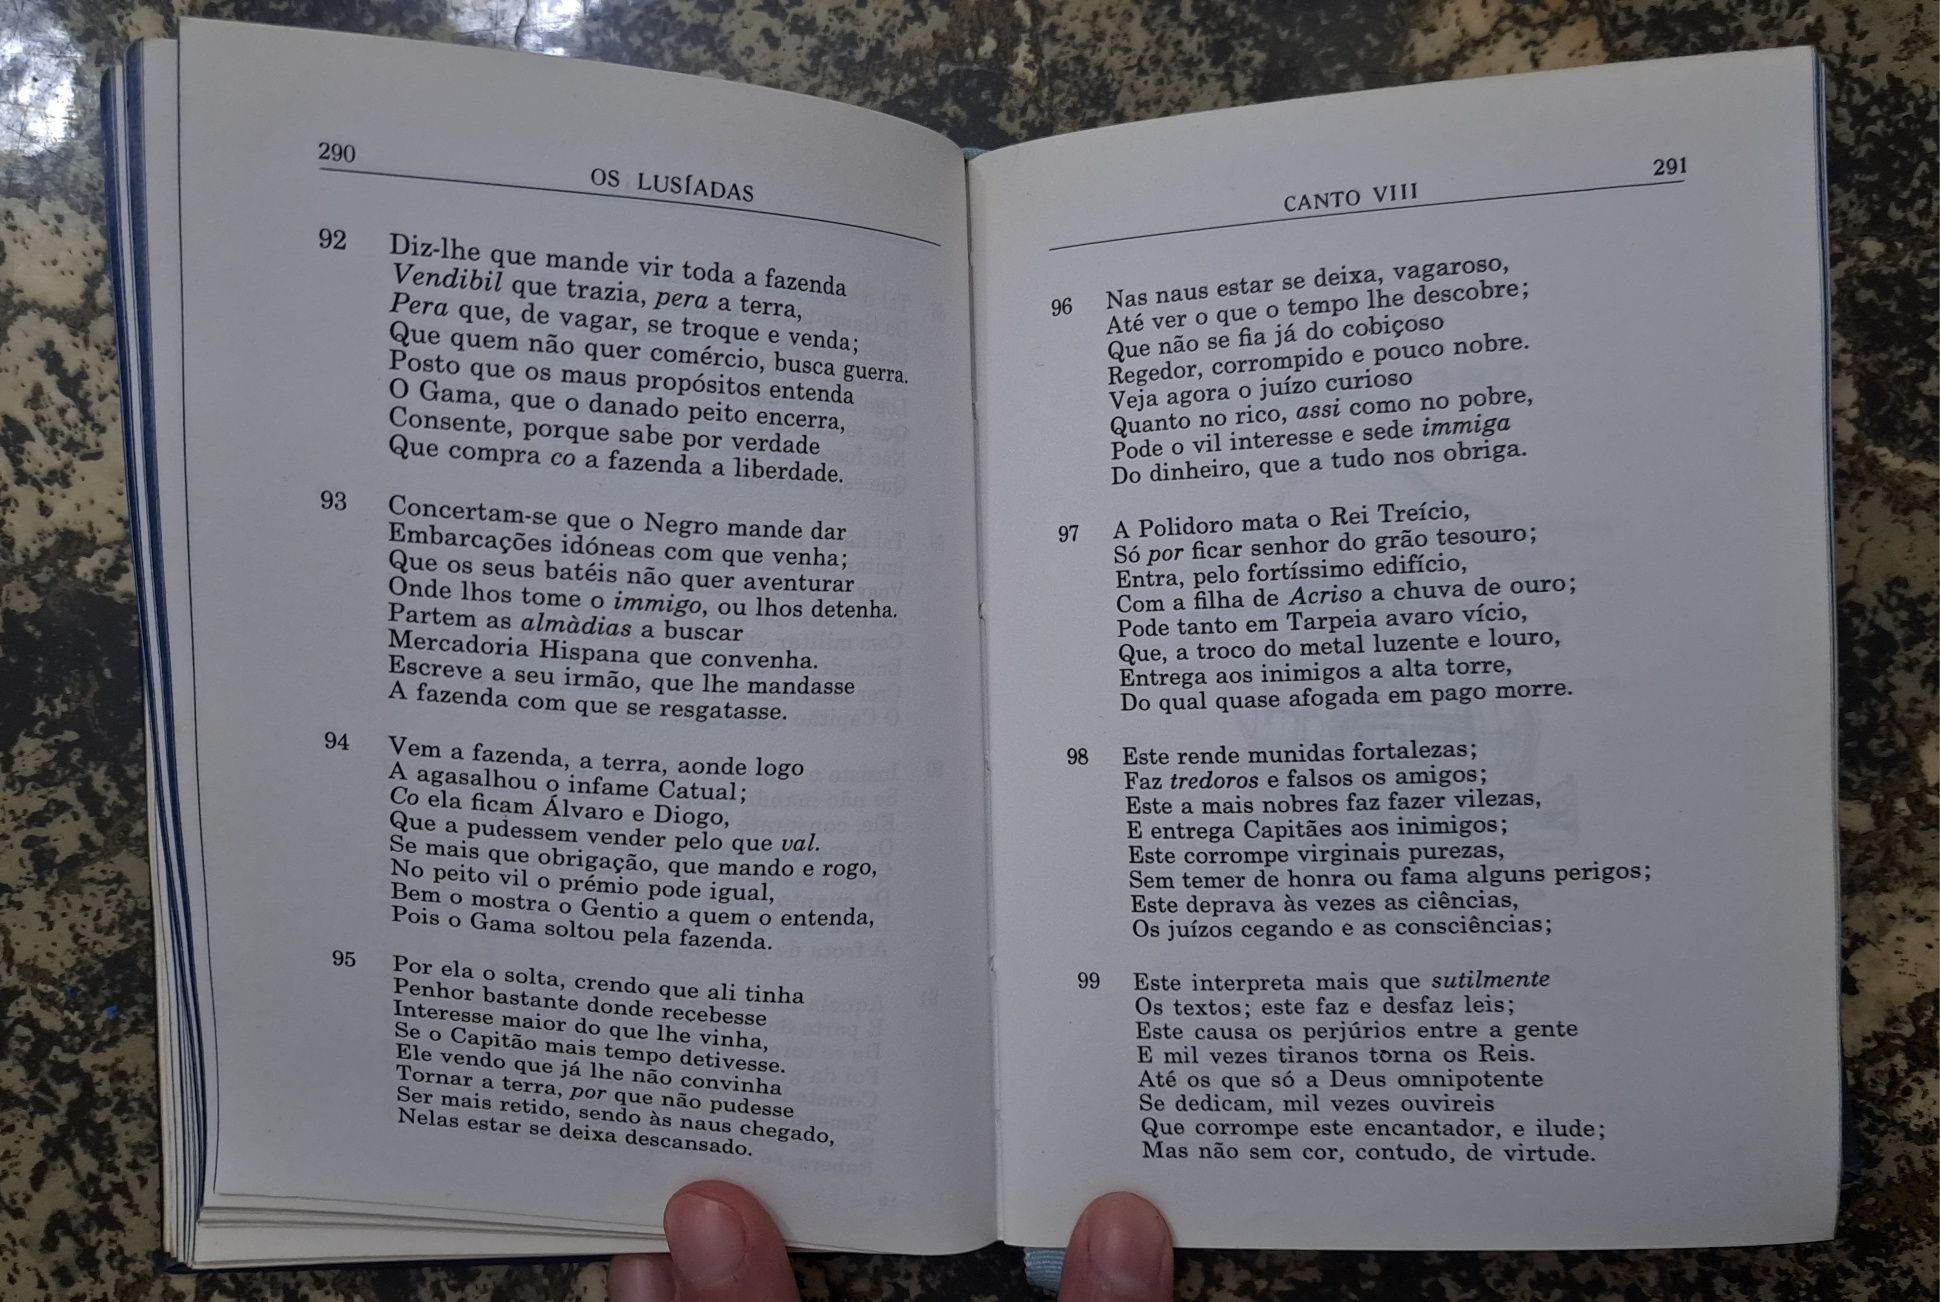 290
OS LUSÍADAS
92 Diz-lhe que mande vir toda a fazenda
Vendibil que trazia, pera a terra,
Pera que, de vagar, se troque e venda;
Que quem não quer comércio, busca guerra.
Posto que os maus propósitos entenda
O Gama, que o danado peito encerra,
Consente, porque sabe por verdade
Que compra co a fazenda a liberdade.
93 Concertam-se que o Negro mande dar
Embarcações idóneas com que venha;
Que os seus batéis não quer aventurar
Onde lhos tome o immigo, ou lhos detenha.
Partem as almàdias a buscar
Mercadoria Hispana que convenha.
Escreve a seu irmão, que lhe mandasse
A fazenda com que se resgatasse.
94 Vem a fazenda, a terra, aonde logo
A agasalhou o infame Catual;
Co ela ficam Álvaro e Diogo,
Que a pudessem vender pelo que val.
Se mais que obrigação, que mando e rogo,
No peito vil o prémio pode igual,
Bem o mostra o Gentio a quem o entenda,
Pois o Gama soltou pela fazenda.
95 Por ela o solta, crendo que ali tinha
Penhor bastante donde recebesse
Interesse maior do que lhe vinha,
Se o Capitão mais tempo detivesse.
Ele vendo que já lhe não convinha
Tornar a terra, por que não pudesse
Ser mais retido, sendo às naus chegado,
Nelas estar se deixa descansado.
CANTO VIII
291
96 Nas naus estar se deixa, vagaroso,
Até ver o que o tempo lhe descobre;
Que não se fia já do cobiçoso
Regedor, corrompido e pouco nobre.
Veja agora o juízo curioso
Quanto no rico, assi como no pobre,
Pode o vil interesse e sede immiga
Do dinheiro, que a tudo nos obriga.
97 A Polidoro mata o Rei Treício,
Só por ficar senhor do grão tesouro;
Entra, pelo fortíssimo edifício,
Com a filha de Acriso a chuva de ouro;
Pode tanto em Tarpeia avaro vício,
Que, a troco do metal luzente e louro,
Entrega aos inimigos a alta torre,
Do qual quase afogada em pago morre.
98 Este rende munidas fortalezas;
Faz tredoros e falsos os amigos;
Este a mais nobres faz fazer vilezas,
E entrega Capitães aos inimigos;
Este corrompe virginais purezas,
Sem temer de honra ou fama alguns perigos;
Este deprava às vezes as ciências,
Os juízos cegando e as consciências;
99 Este interpreta mais que sutilmente
Os textos; este faz e desfaz leis;
Este causa os perjúrios entre a gente
E mil vezes tiranos torna os Reis.
Até os que só a Deus omnipotente
Se dedicam, mil vezes ouvireis
Que corrompe este encantador, e ilude;
Mas não sem cor, contudo, de virtude.